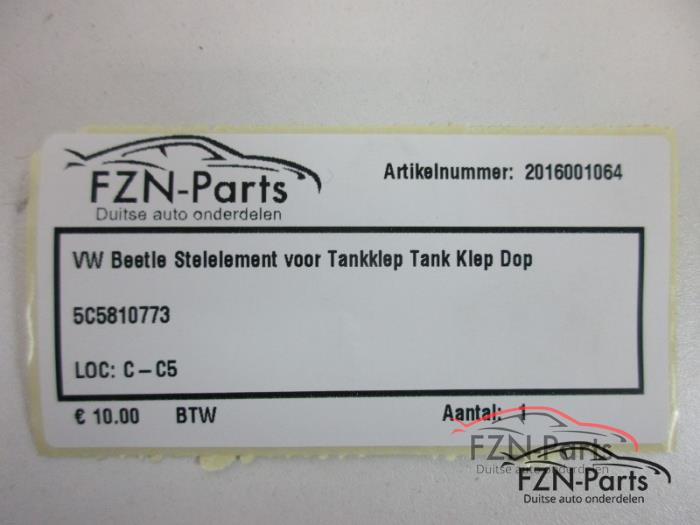 FZN-Parts
Duitse auto onderdelen
Artikelnummer: 2016001064
VW Beetle Stelelement voor Tankklep Tank Klep Dop
5C5810773
LOC: C-C5
€ 10.00 BTW
Aantal: 1
FZN-Parts
Duitse auto onderdelen
FZN-Parts
Duitse auto onderdelen